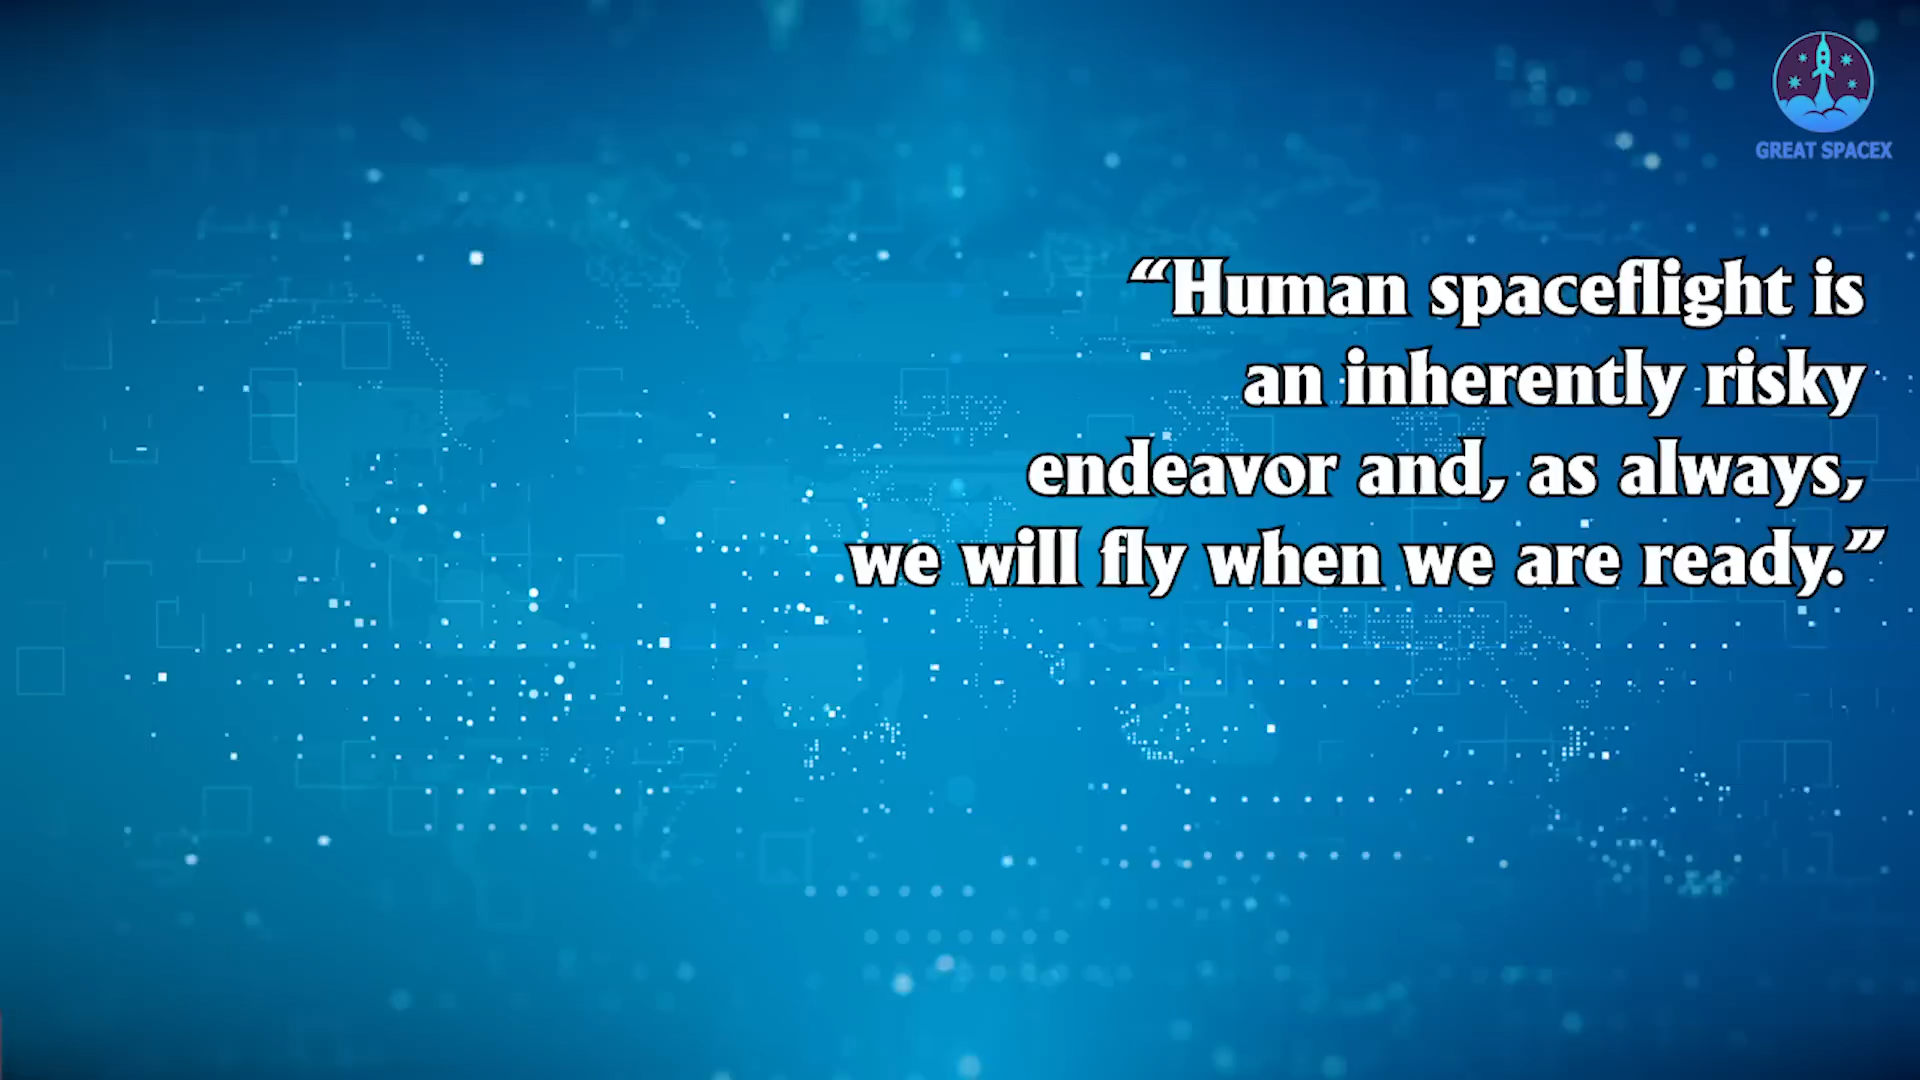 GREAT SPACEX
“Human spaceflight is
an inherently risky
endeavor and, as always,
we will fly when we are ready.”